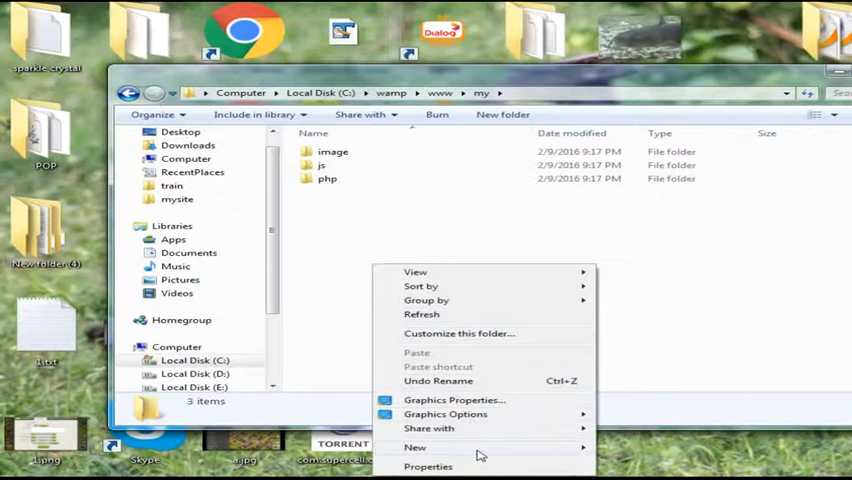 sparkle crystal
Dialog
Computer Local Disk (C:) wamp www my
Organize Include in library Share with Burn New folder
Name Date modified Type Size
image 2/9/2016 9:17 PM File folder
js 2/9/2016 9:17 PM File folder
php 2/9/2016 9:17 PM File folder
Desktop
Downloads
Computer
RecentPlaces
train
mysite
Libraries
Apps
Documents
Music
Pictures
Videos
Homegroup
Computer
Local Disk (C:)
Local Disk (D:)
Local Disk (E:)
3 items
View
Sort by
Group by
Refresh
Customize this folder...
Paste
Paste shortcut
Undo Rename Ctrl+Z
Graphics Properties...
Graphics Options
Share with
New
Properties
POP
New folder (4)
1.txt
1.png
Skype
a.jpg
TORRENT
com.supercell.